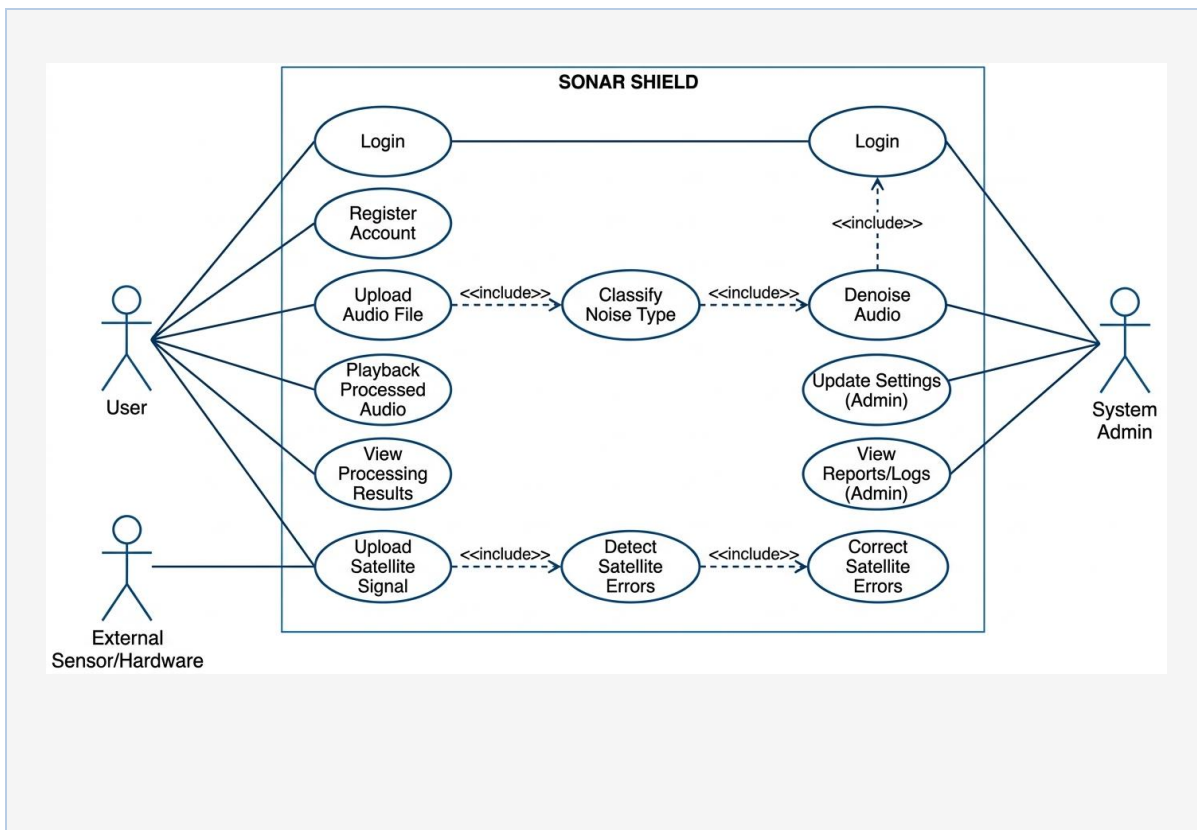 SONAR SHIELD
Login
Login
Register
Account
<<include>>
Upload
Audio File
<<include>>
Classify
Noise Type
<<include>>
Denoise
Audio
Playback
Processed
Audio
Update Settings
(Admin)
User
System
Admin
View
Processing
Results
View
Reports/Logs
(Admin)
Upload
Satellite
Signal
<<include>>
Detect
Satellite
Errors
<<include>>
Correct
Satellite
Errors
External
Sensor/Hardware